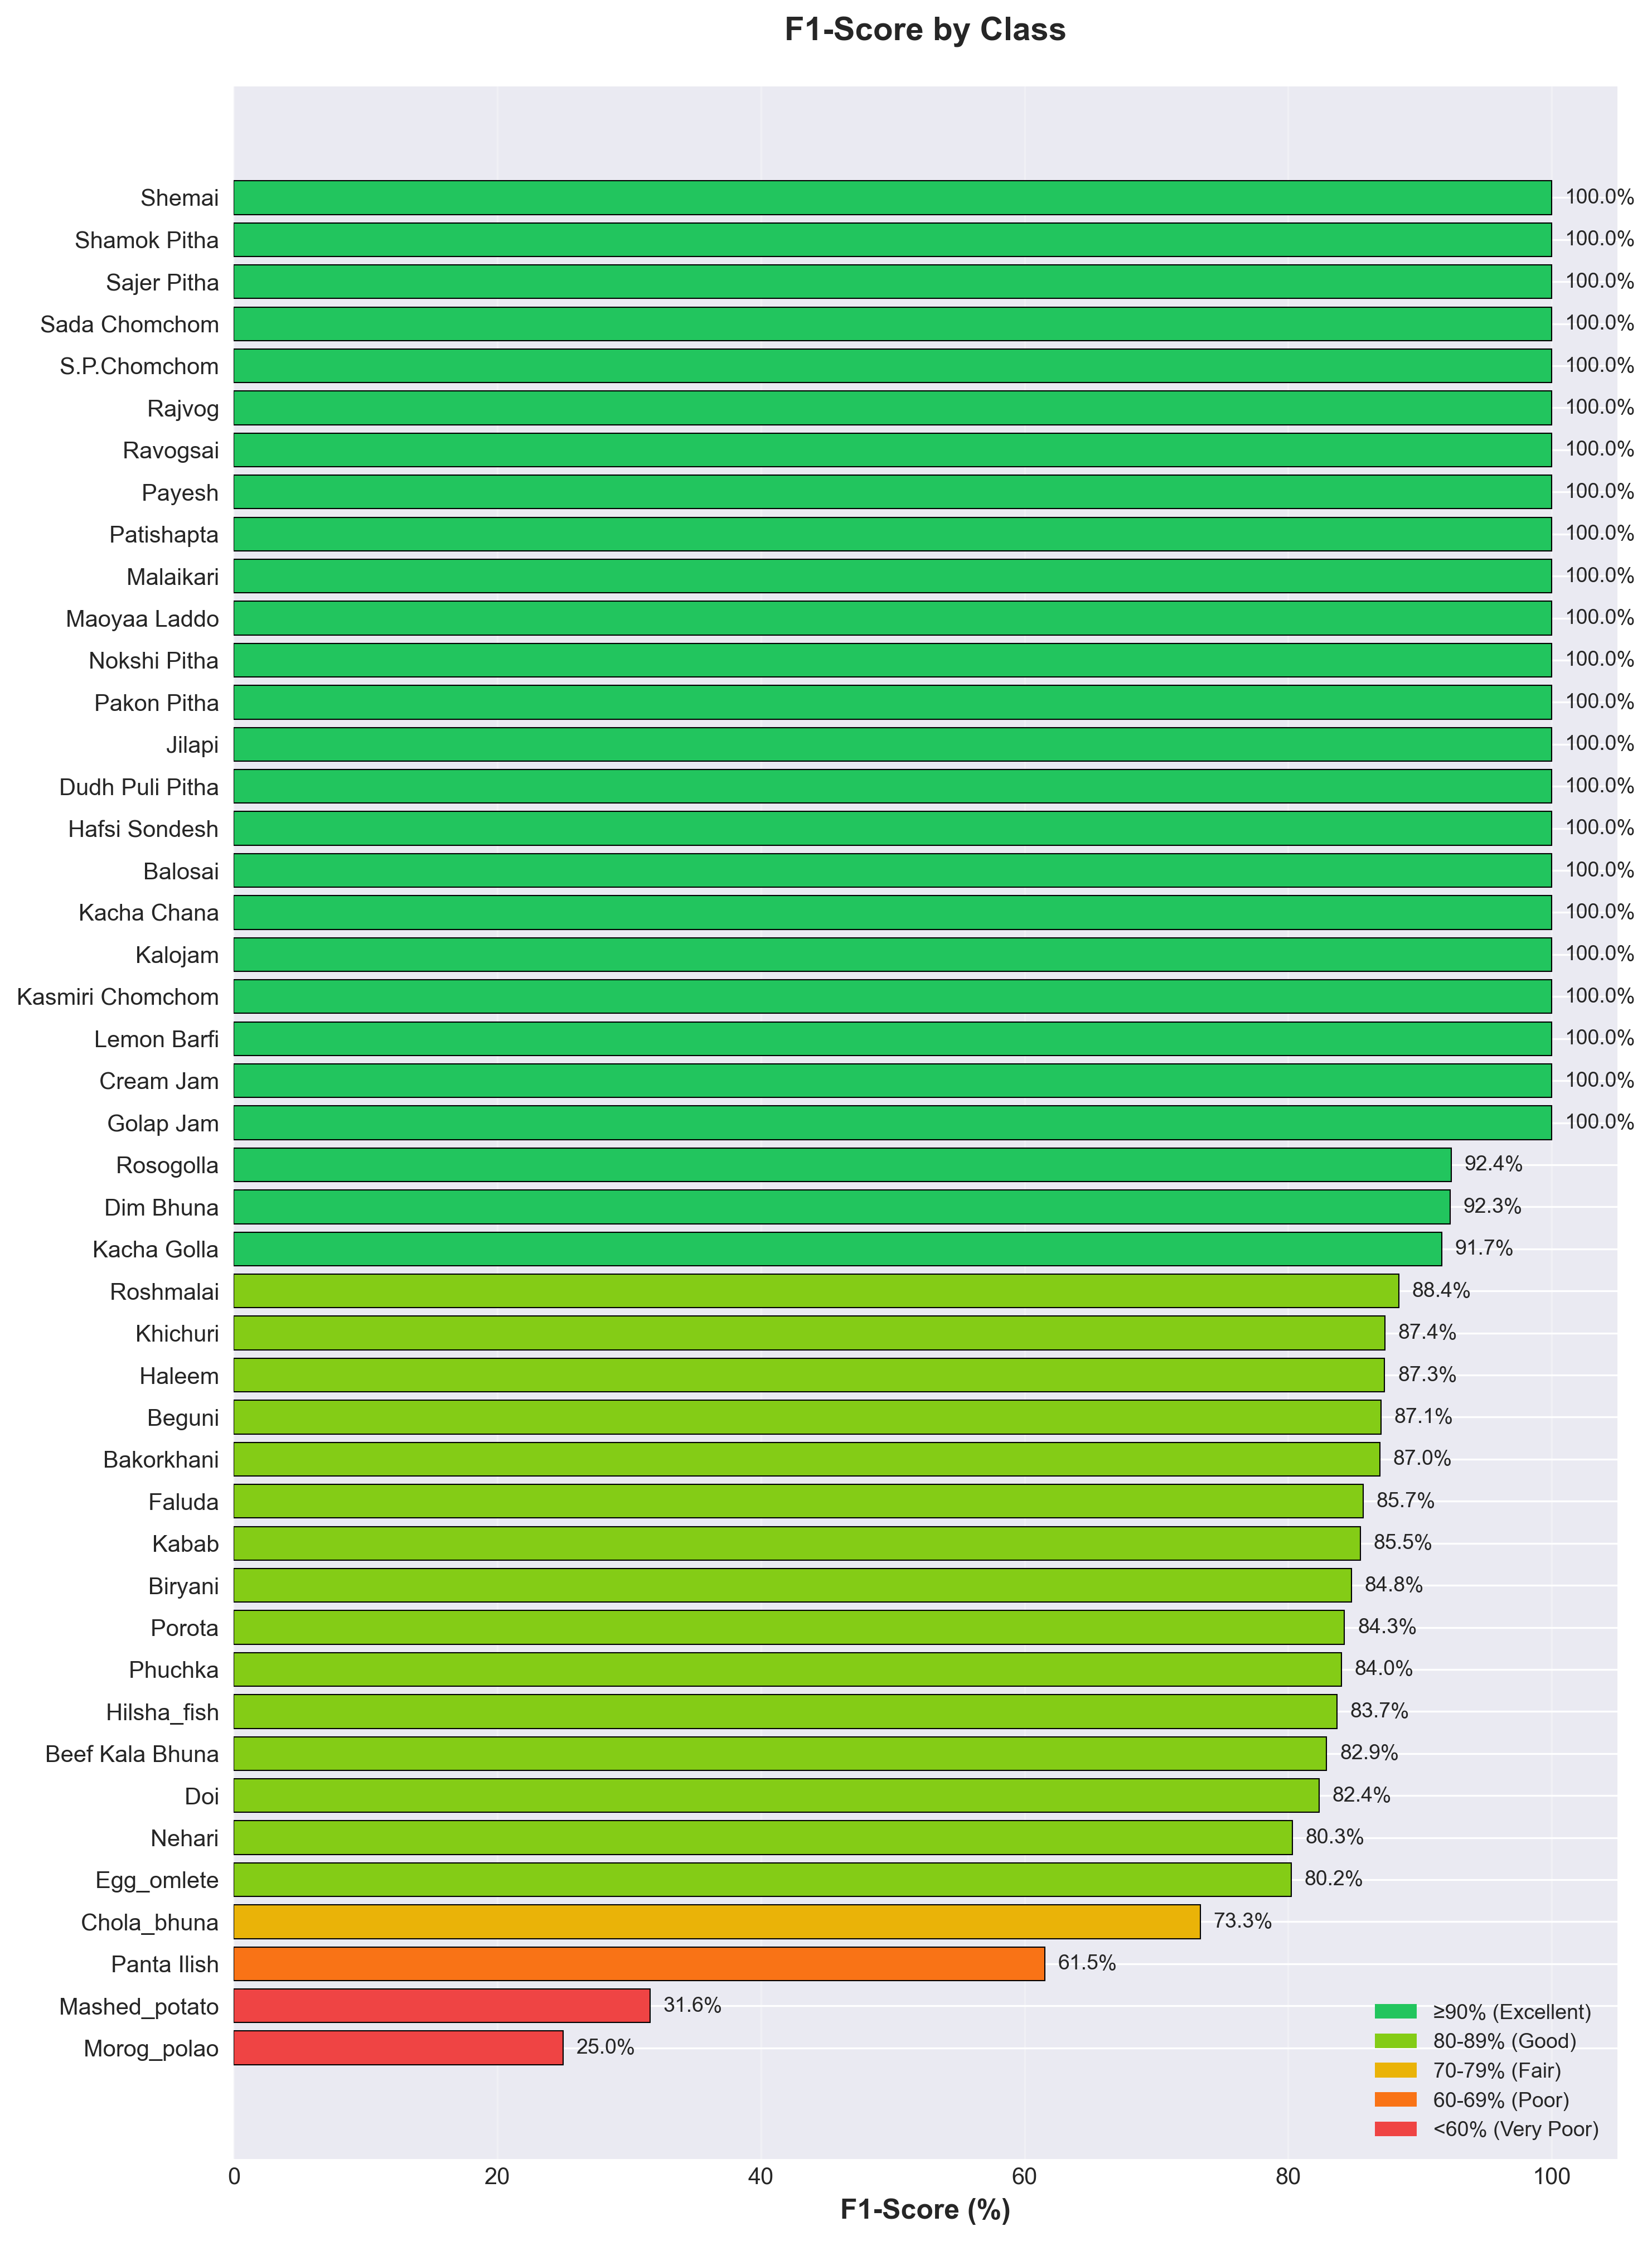 F1-Score by Class
Shemai 100.0%
Shamok Pitha 100.0%
Sajer Pitha 100.0%
Sada Chomchom 100.0%
S.P.Chomchom 100.0%
Rajvog 100.0%
Ravogsai 100.0%
Payesh 100.0%
Patishapta 100.0%
Malaikari 100.0%
Maoyaa Laddo 100.0%
Nokshi Pitha 100.0%
Pakon Pitha 100.0%
Jilapi 100.0%
Dudh Puli Pitha 100.0%
Hafsi Sondesh 100.0%
Balosai 100.0%
Kacha Chana 100.0%
Kalojam 100.0%
Kasmiri Chomchom 100.0%
Lemon Barfi 100.0%
Cream Jam 100.0%
Golap Jam 100.0%
Rosogolla 92.4%
Dim Bhuna 92.3%
Kacha Golla 91.7%
Roshmalai 88.4%
Khichuri 87.4%
Haleem 87.3%
Beguni 87.1%
Bakorkhani 87.0%
Faluda 85.7%
Kabab 85.5%
Biryani 84.8%
Porota 84.3%
Phuchka 84.0%
Hilsha_fish 83.7%
Beef Kala Bhuna 82.9%
Doi 82.4%
Nehari 80.3%
Egg_omlete 80.2%
Chola_bhuna 73.3%
Panta Ilish 61.5%
Mashed_potato 31.6%
Morog_polao 25.0%
≥90% (Excellent)
80-89% (Good)
70-79% (Fair)
60-69% (Poor)
<60% (Very Poor)
0 20 40 60 80 100
F1-Score (%)